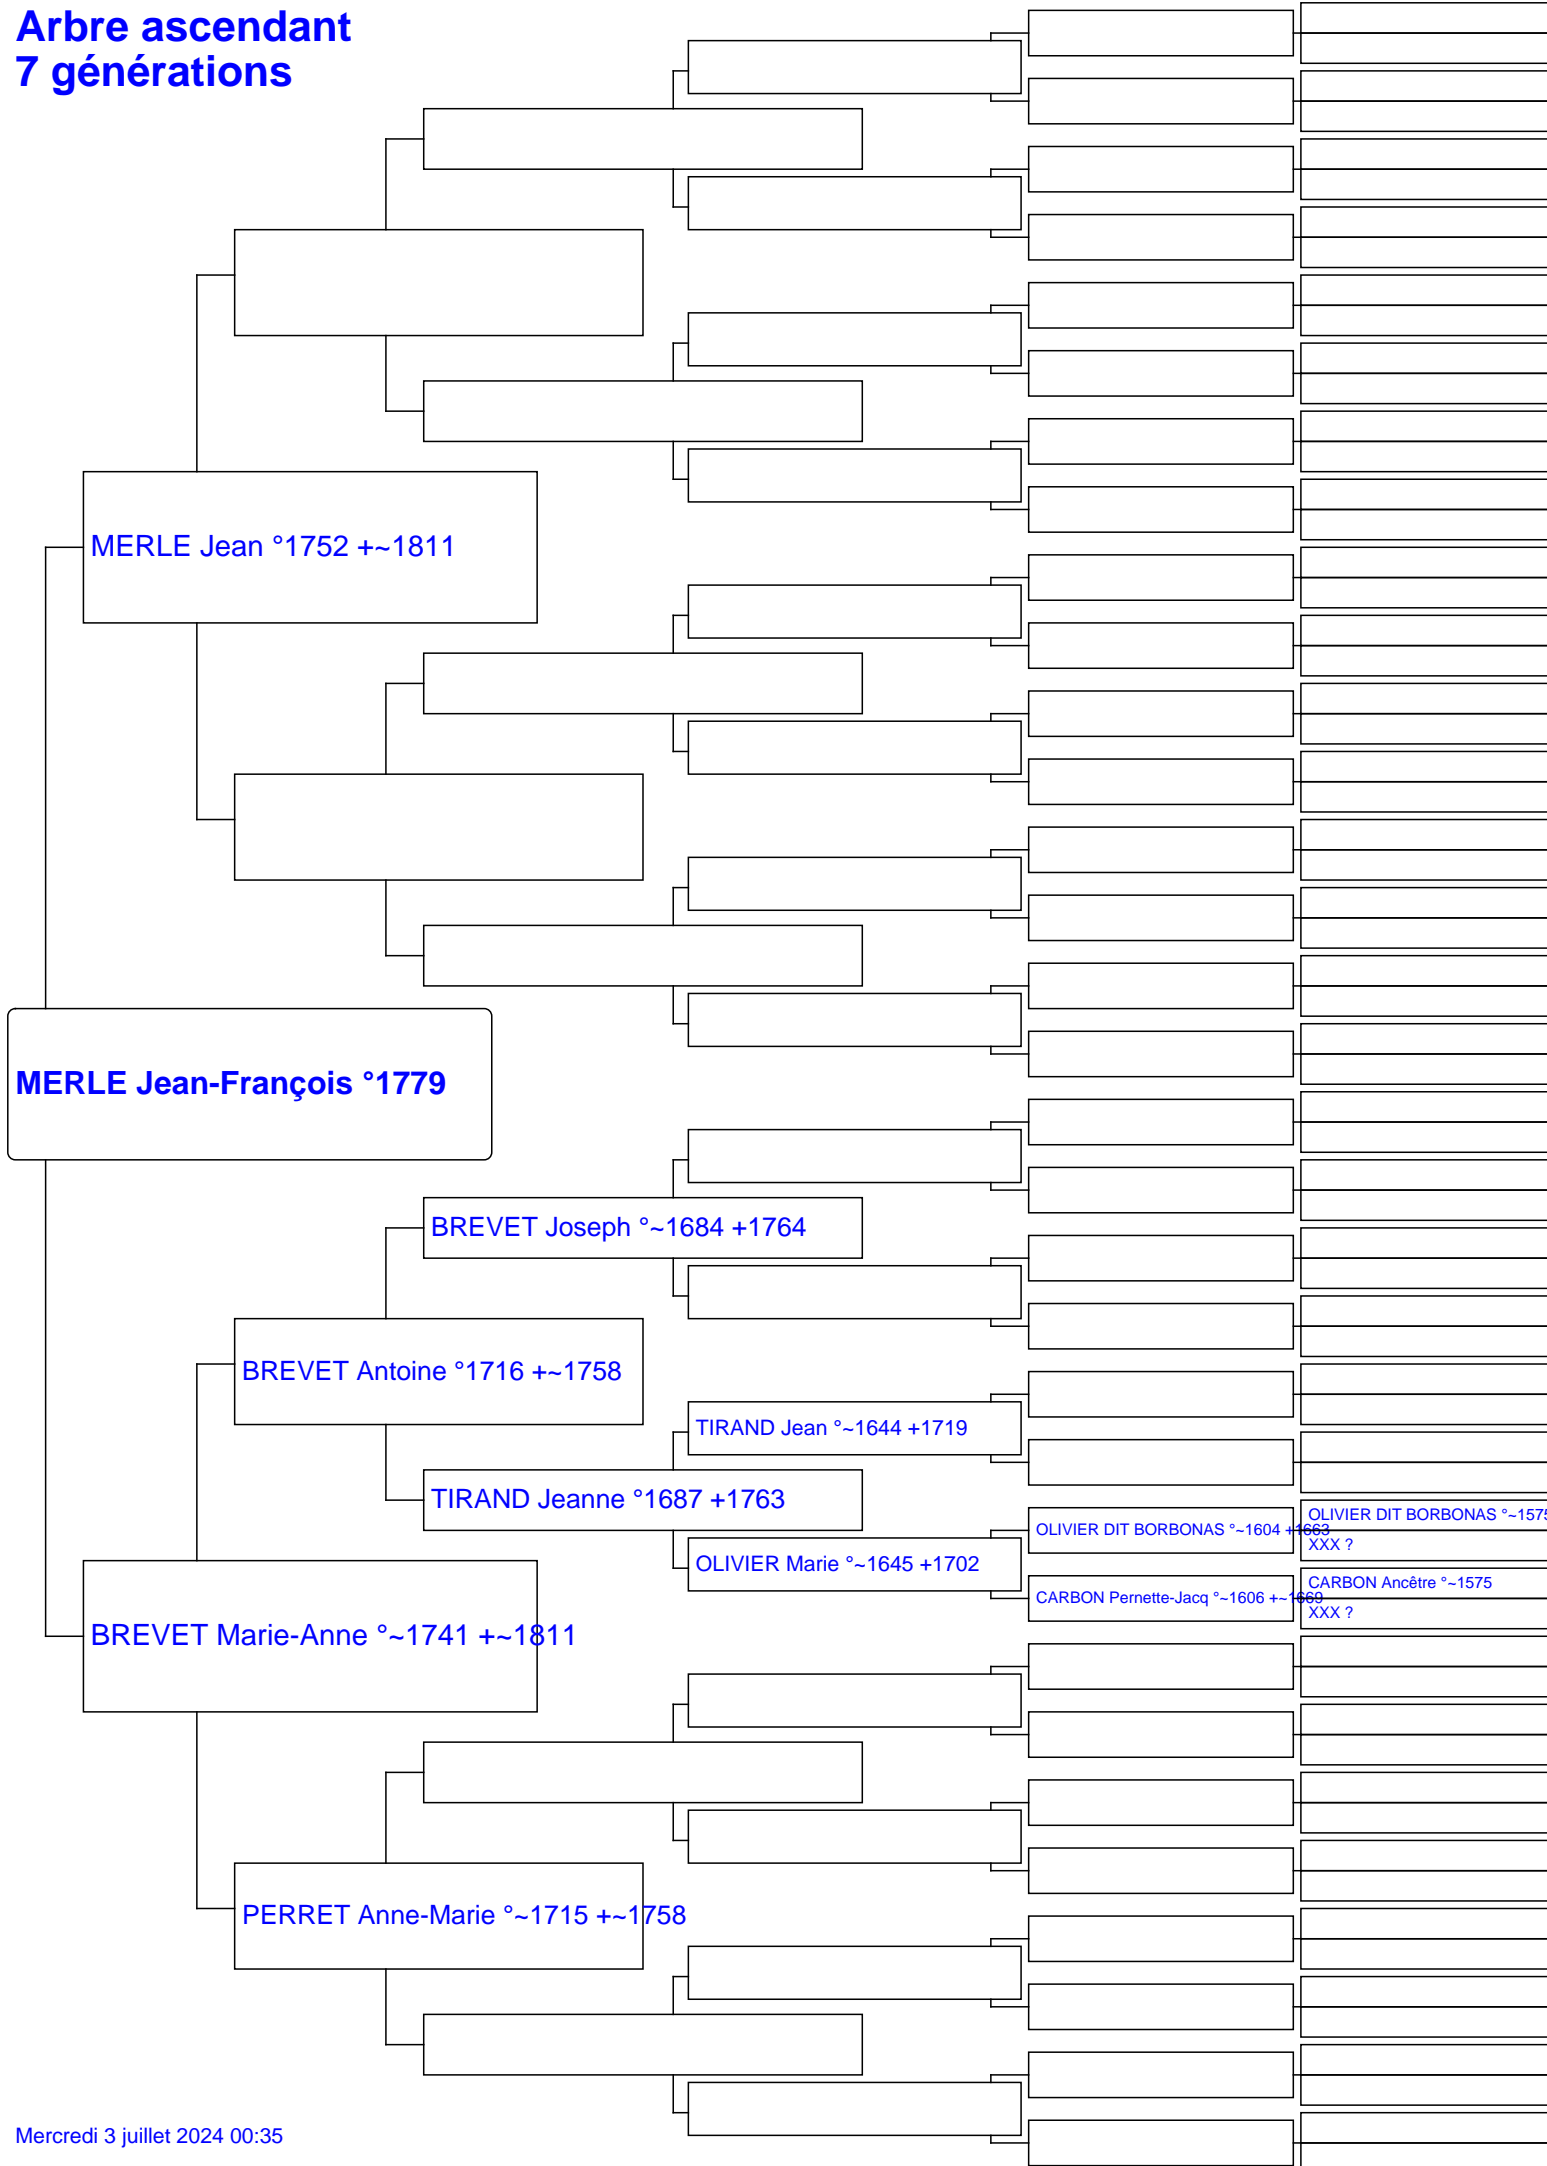 Arbre ascendant
7 générations
MERLE Jean °1752 +~1811
MERLE Jean-François °1779
BREVET Joseph °~1684 +1764
BREVET Antoine °1716 +~1758
TIRAND Jean °~1644 +1719
TIRAND Jeanne °1687 +1763
OLIVIER DIT BORBONAS °~1575
OLIVIER DIT BORBONAS °~1604 +1663
XXX ?
OLIVIER Marie °~1645 +1702
CARBON Ancêtre °~1575
CARBON Pernette-Jacq °~1606 +~1669
XXX ?
BREVET Marie-Anne °~1741 +~1811
PERRET Anne-Marie °~1715 +~1758
Mercredi 3 juillet 2024 00:35